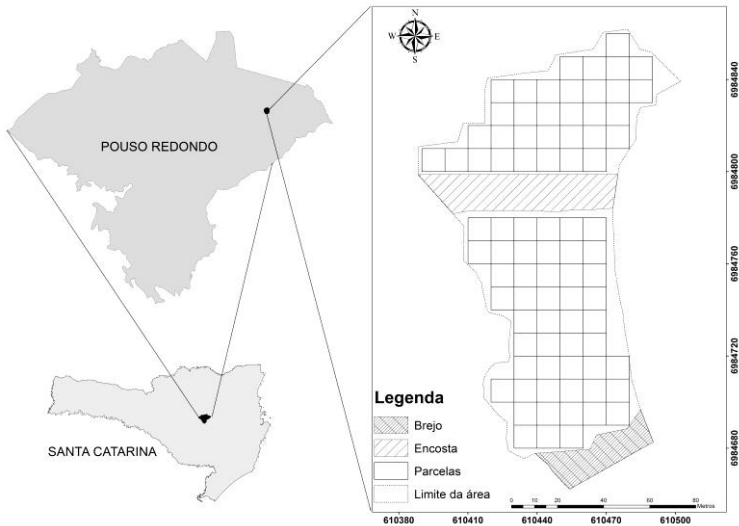 POUSO REDONDO
SANTA CATARINA
N
W E
S
6984840
6984800
6984760
6984720
6984680
Legenda
Brejo
Encosta
Parcelas
Limite da área
0 10 20 40 60 80
Metros
610380 610410 610440 610470 610500